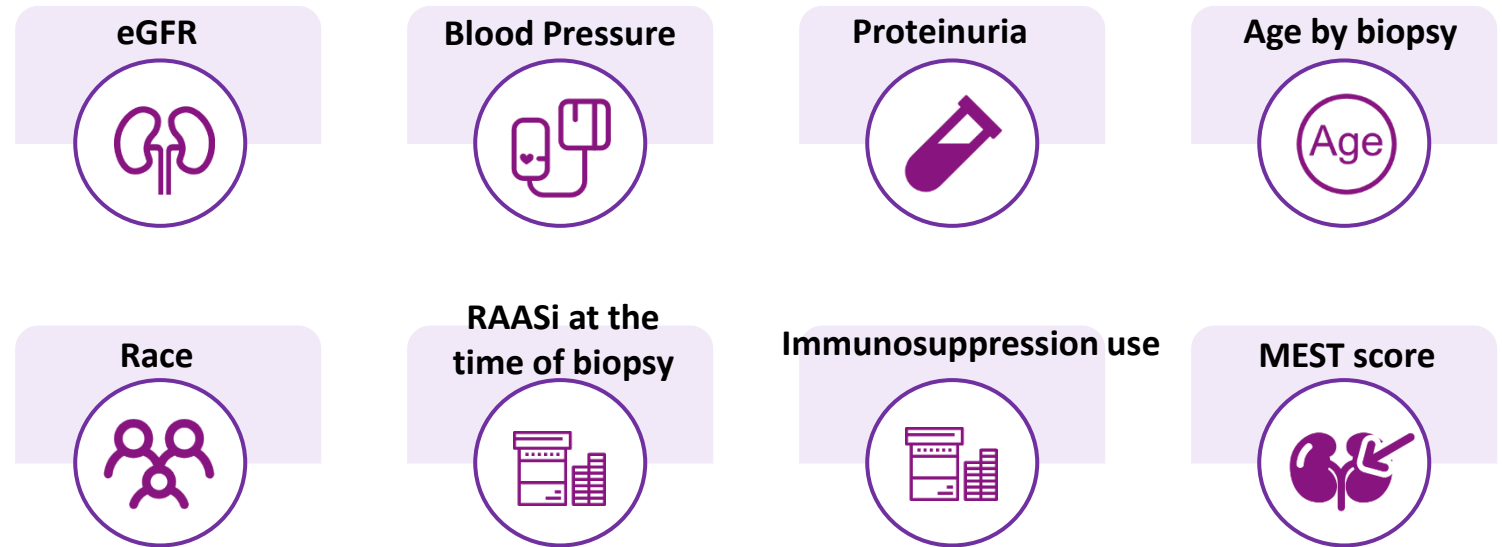 eGFR
Blood Pressure
Proteinuria
Age by biopsy
Age
Race
RAASi at the
time of biopsy
Immunosuppression use
MEST score